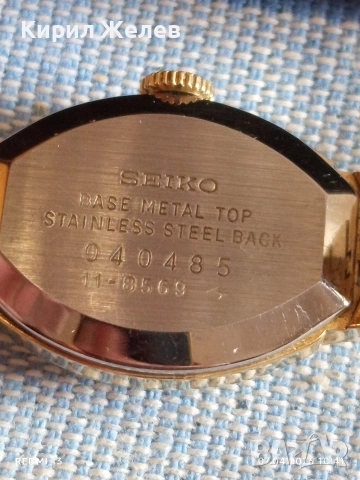 Кирил Желев
SEIKO
BASE METAL TOP
STAINLESS STEEL BACK
040485
11-8569